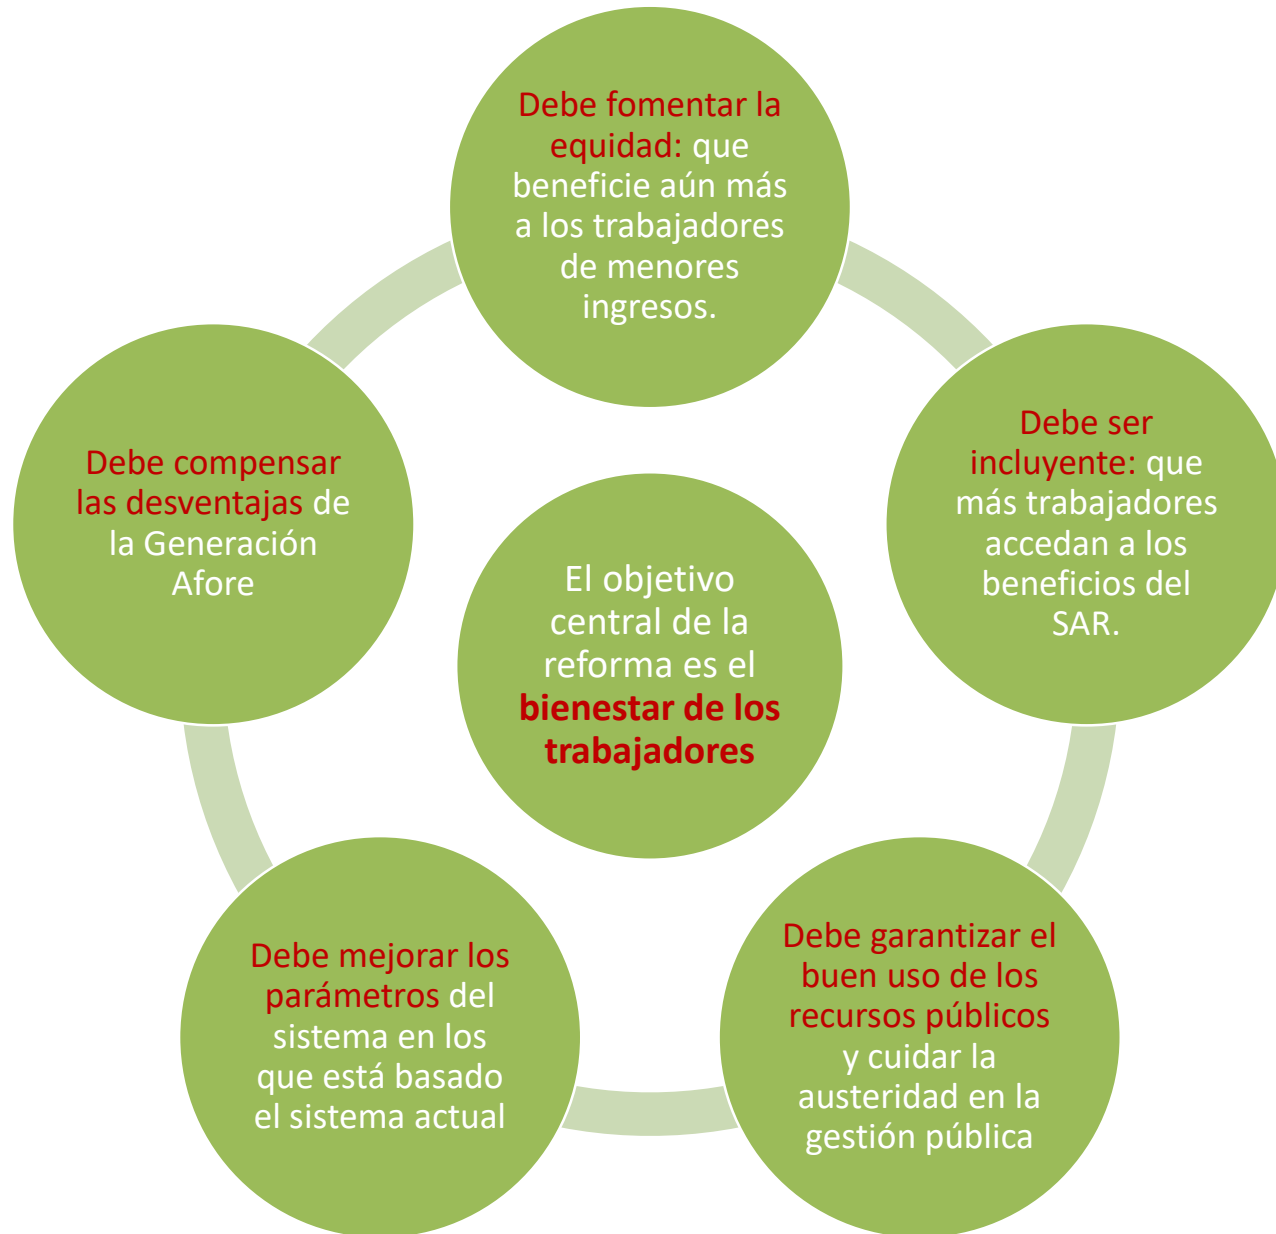 Debe fomentar la
equidad: que
beneficie aún más
a los trabajadores
de menores
ingresos.
Debe ser
incluyente: que
más trabajadores
accedan a los
beneficios del
SAR.
Debe garantizar el
buen uso de los
recursos públicos
y cuidar la
austeridad en la
gestión pública
Debe mejorar los
parámetros del
sistema en los
que está basado
el sistema actual
Debe compensar
las desventajas de
la Generación
Afore
El objetivo
central de la
reforma es el
bienestar de los
trabajadores